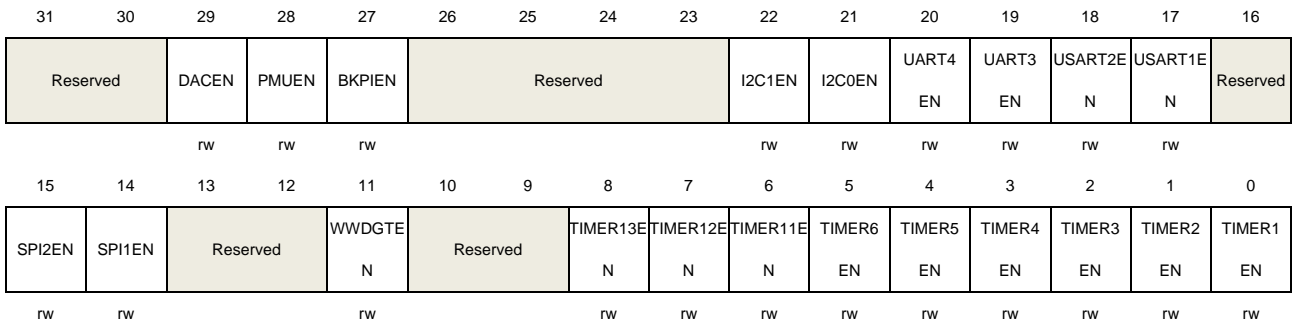 31 30 29 28 27 26 25 24 23 22 21 20 19 18 17 16
Reserved DACEN PMUEN BKPIEN Reserved I2C1EN I2C0EN UART4 EN UART3 EN USART2E N USART1E N Reserved
rw rw rw rw rw rw rw rw rw
15 14 13 12 11 10 9 8 7 6 5 4 3 2 1 0
SPI2EN SPI1EN Reserved WWDGTE N Reserved TIMER13E N TIMER12E N TIMER11E N TIMER6 EN TIMER5 EN TIMER4 EN TIMER3 EN TIMER2 EN TIMER1 EN
rw rw rw rw rw rw rw rw rw rw rw rw